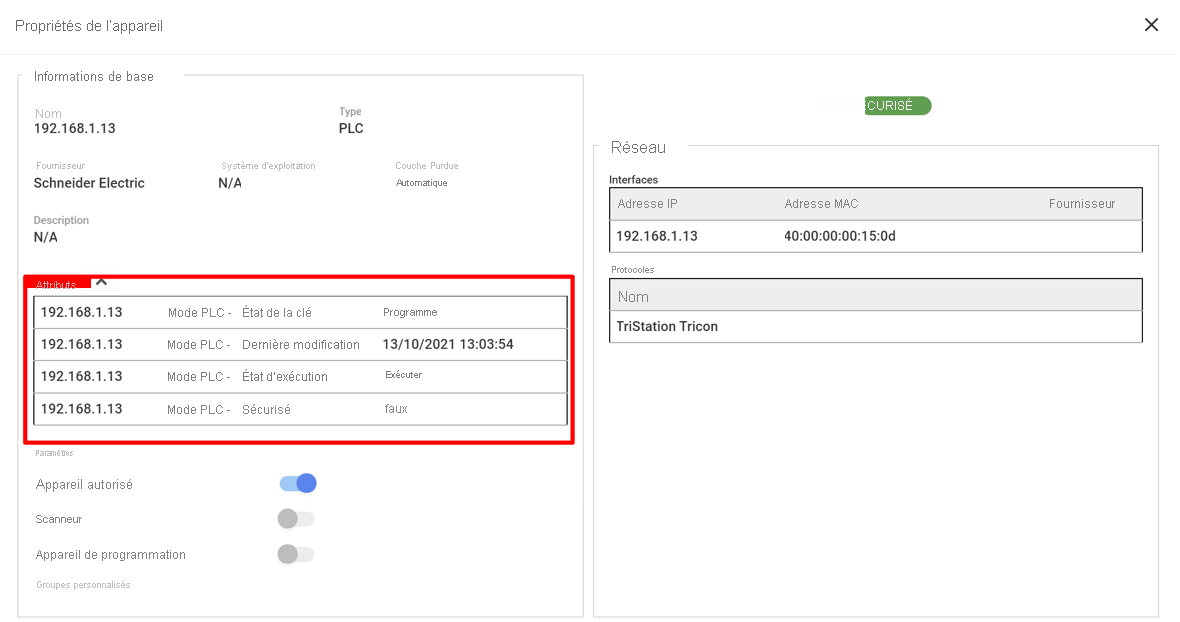 Propriétés de l'appareil
Informations de base
Nom
192.168.1.13
Type
PLC
Fournisseur
Schneider Electric
Système d'exploitation
N/A
Couche Purdue
Automatique
Description
N/A
Attributs
192.168.1.13 Mode PLC - État de la clé Programme
192.168.1.13 Mode PLC - Dernière modification 13/10/2021 13:03:54
192.168.1.13 Mode PLC - État d'exécution Exécuter
192.168.1.13 Mode PLC - Sécurisé faux
Paramètres
Appareil autorisé
Scanneur
Appareil de programmation
Groupes personnalisés
ÉCURISÉ
Réseau
Interfaces
Adresse IP Adresse MAC Fournisseur
192.168.1.13 40:00:00:00:15:0d
Protocoles
Nom
TriStation Tricon